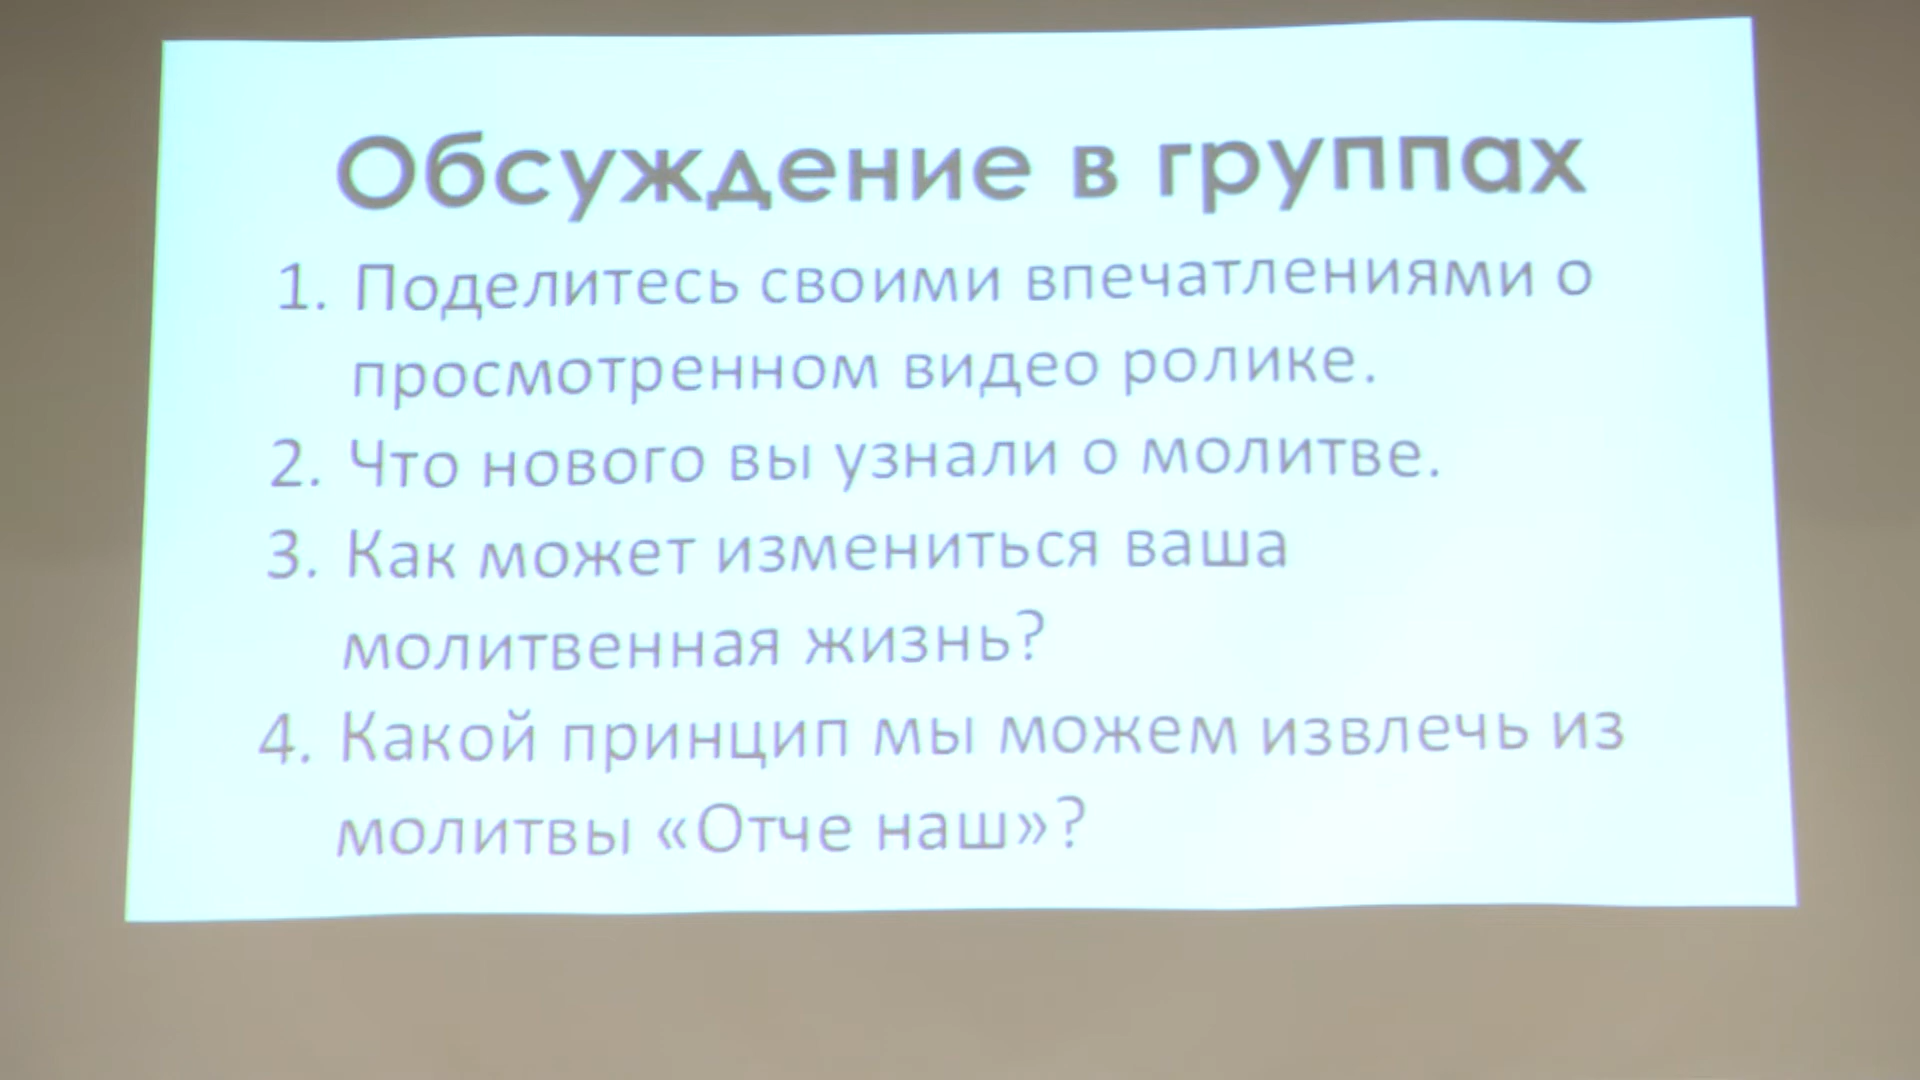 Обсуждение в группах
1. Поделитесь своими впечатлениями о
просмотренном видео ролике.
2. Что нового вы узнали о молитве.
3. Как может измениться ваша
молитвенная жизнь?
4. Какой принцип мы можем извлечь из
молитвы «Отче наш»?